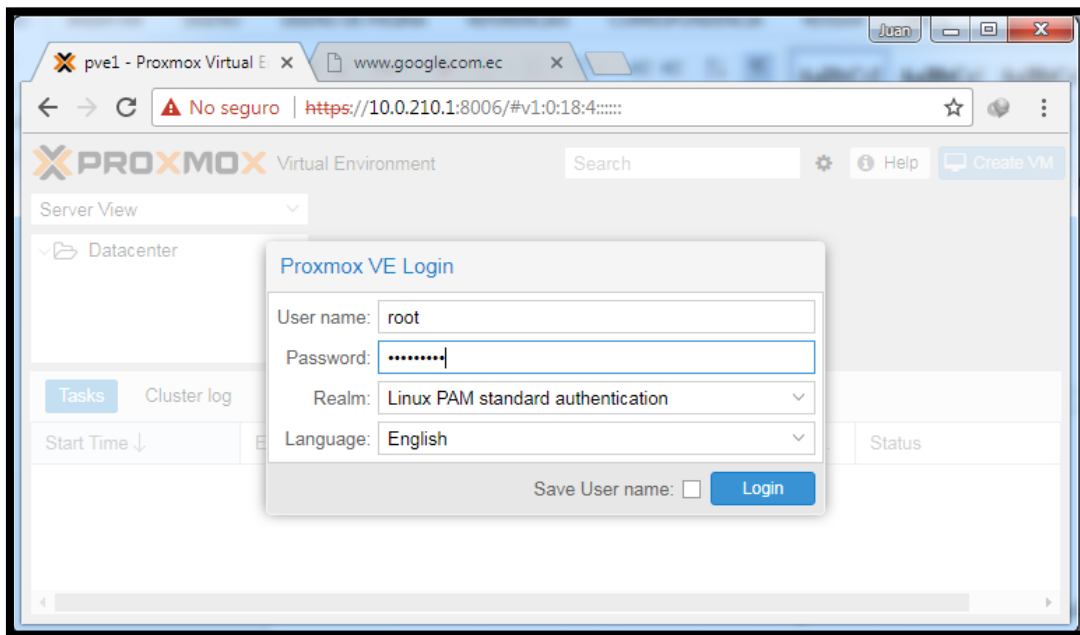 Juan
pve1 - Proxmox Virtual E
www.google.com.ec
No seguro | https://10.0.210.1:8006/#v1:0:18:4::::::
PROXMOX Virtual Environment Search Help Create VM
Server View
Datacenter
Proxmox VE Login
User name: root
Password: •••••••••
Realm: Linux PAM standard authentication
Language: English
Save User name: Login
Tasks Cluster log
Start Time E Status